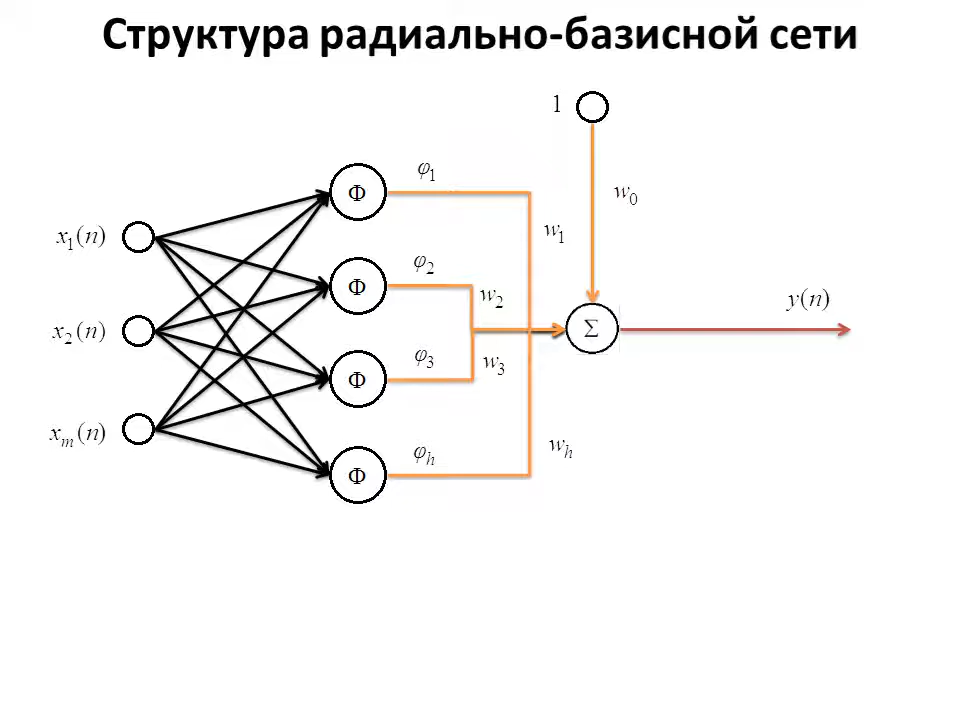 Структура радиально-базисной сети
1
φ1
w0
Φ
x1(n)
w1
φ2
Φ
w2
y(n)
x2(n)
Σ
φ3
w3
Φ
xm(n)
φh
wh
Φ